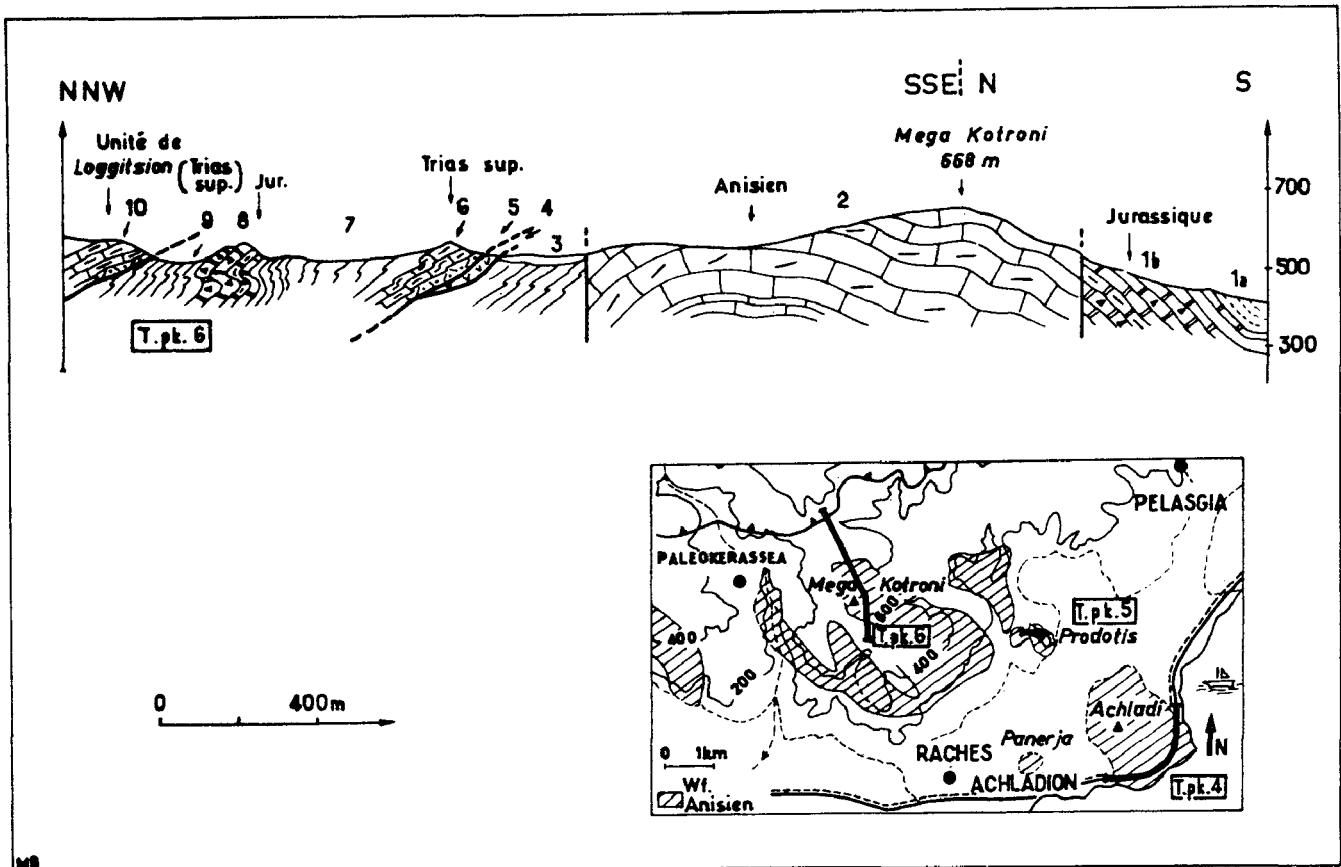 NNW
SSE N
S
Unité de
Loggitsion (Trias sup.)
Jur.
Trias sup.
Anisien
Mega Kotroni
668 m
Jurassique
10
9
8
7
6
5
4
3
2
1b
1a
700
500
300
T.pk.6
0 400m
PELASGIA
PALEOKERASSEA
Mega Kotroni
600
T.pk.6
T.pk.5
Prodotis
400
400
200
Achladi
Panerja
RACHES
ACHLADION
N
T.pk.4
0 1km
Wf.
Anisien
MB